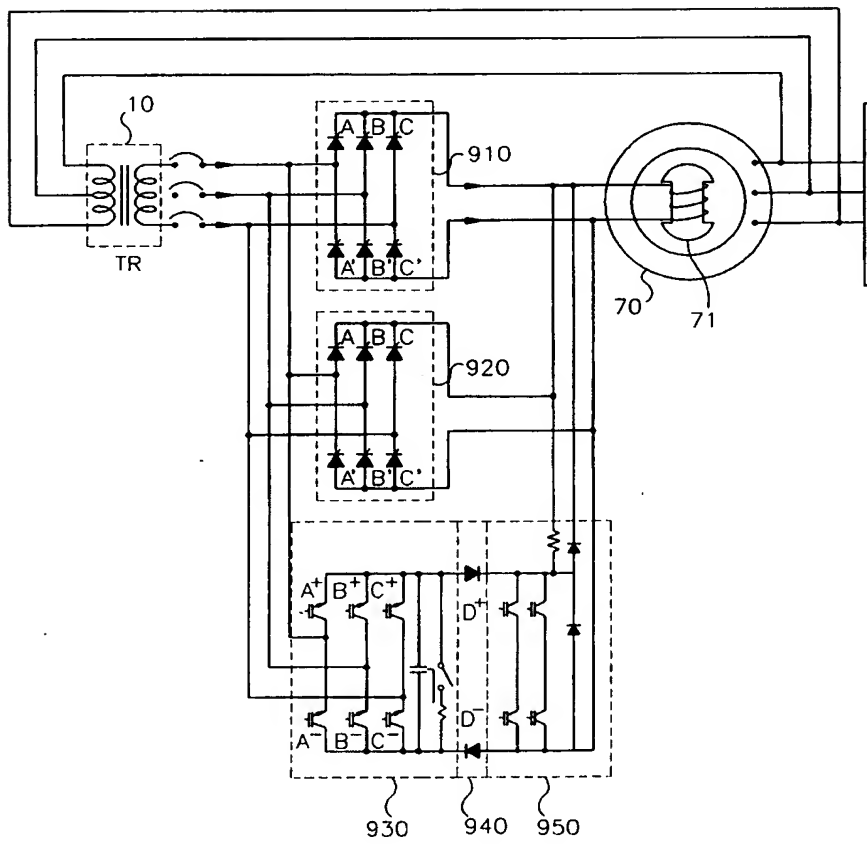 10
TR
A B C
A' B' C'
910
70
71
A B C
A' B' C'
920
A+ B+ C+
A- B- C-
D+
D-
930
940
950